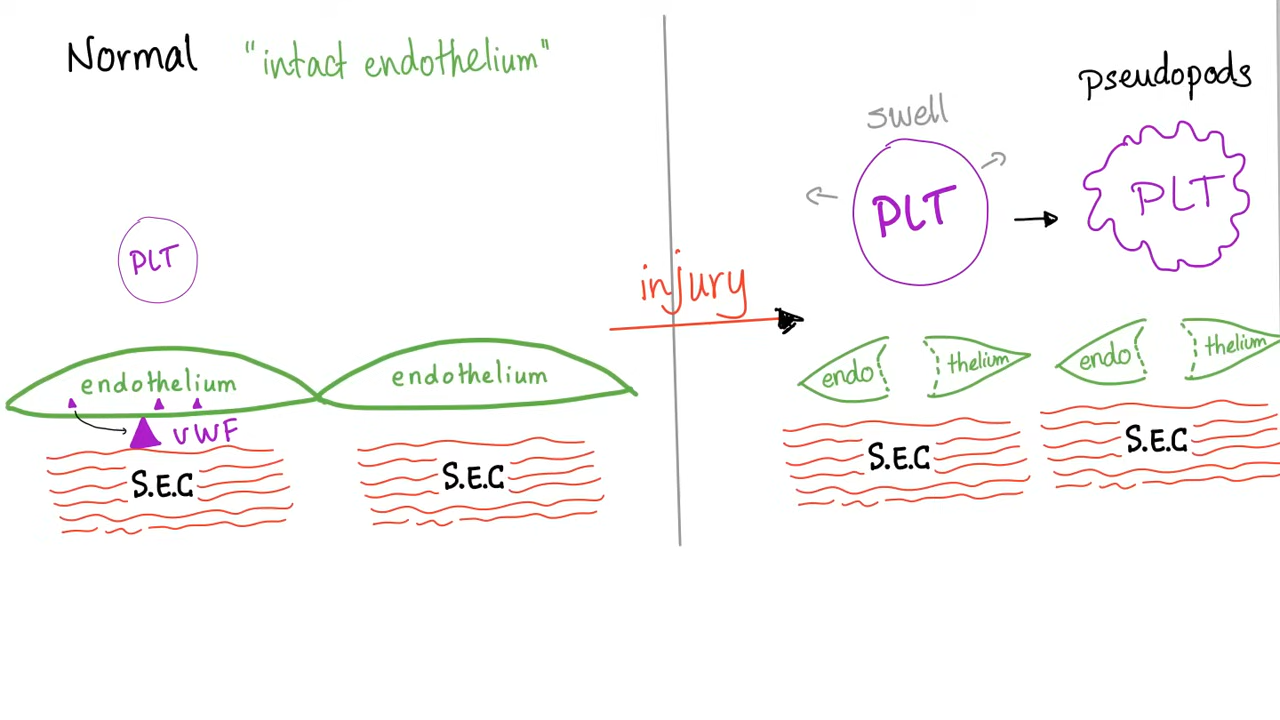 Normal "intact endothelium"
PLT
endothelium
endothelium
vWF
S.E.C
S.E.C
injury
swell
pseudopods
PLT
PLT
endo thelium
endo thelium
S.E.C
S.E.C